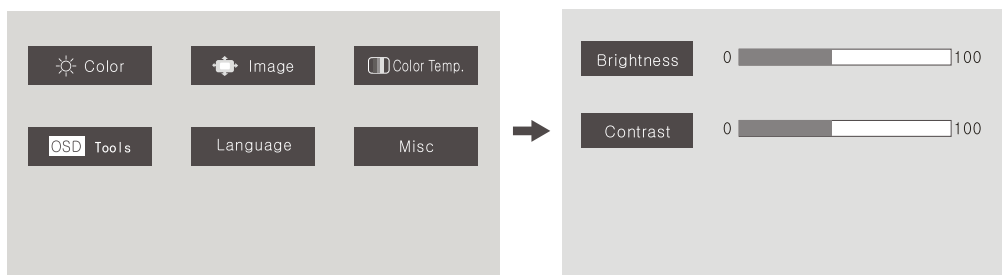 Color
Image
Color Temp.
OSD Tools
Language
Misc
Brightness 0 100
Contrast 0 100